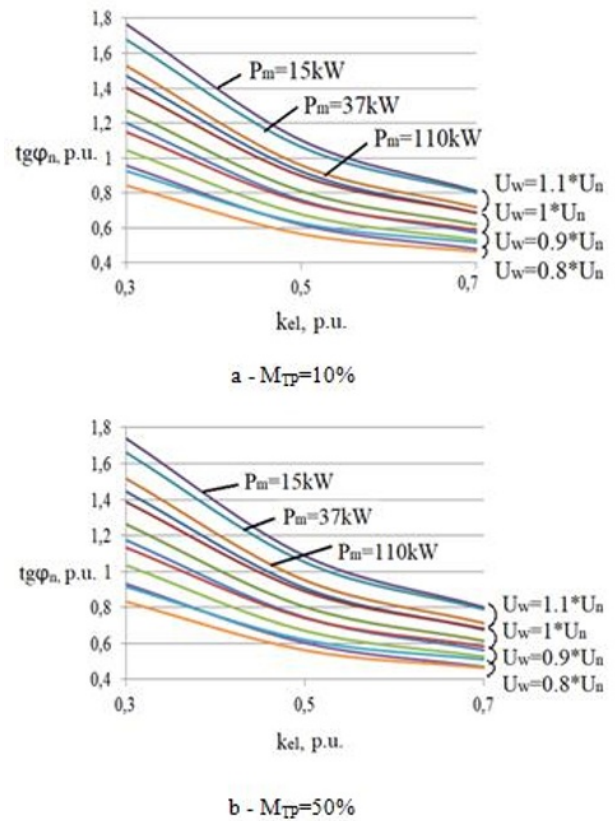 1,8
1,6
1,4
1,2
1
0,8
0,6
0,4
tgφn, p.u.
Pm=15kW
Pm=37kW
Pm=110kW
Uw=1.1*Un
Uw=1*Un
Uw=0.9*Un
Uw=0.8*Un
0,3
0,5
0,7
kel, p.u.
a - MTP=10%
1,8
1,6
1,4
1,2
1
0,8
0,6
0,4
tgφn, p.u.
Pm=15kW
Pm=37kW
Pm=110kW
Uw=1.1*Un
Uw=1*Un
Uw=0.9*Un
Uw=0.8*Un
0,3
0,5
0,7
kel, p.u.
b - MTP=50%